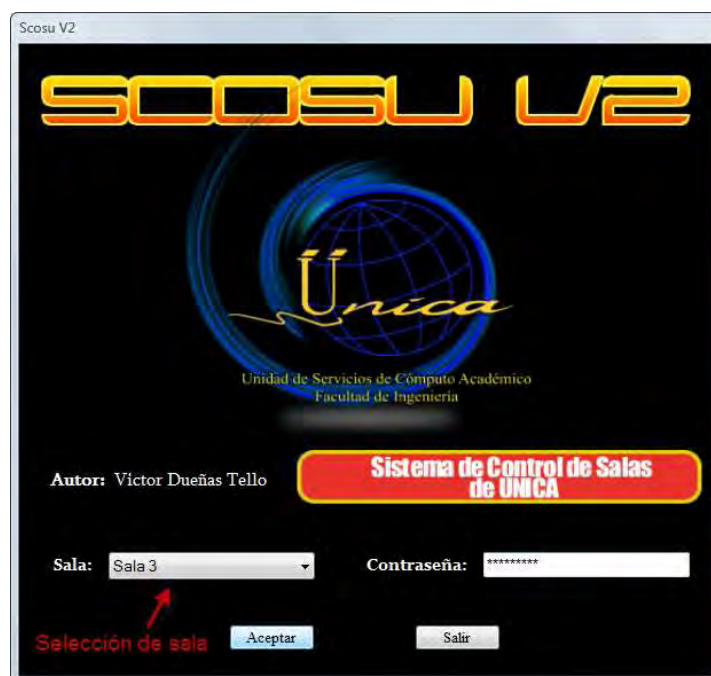 Scosu V2
SCOSU V2
Única
Unidad de Servicios de Cómputo Académico
Facultad de Ingeniería
Autor: Victor Dueñas Tello
Sistema de Control de Salas
de UNICA
Sala: Sala 3
Contraseña: *********
Selección de sala
Aceptar
Salir